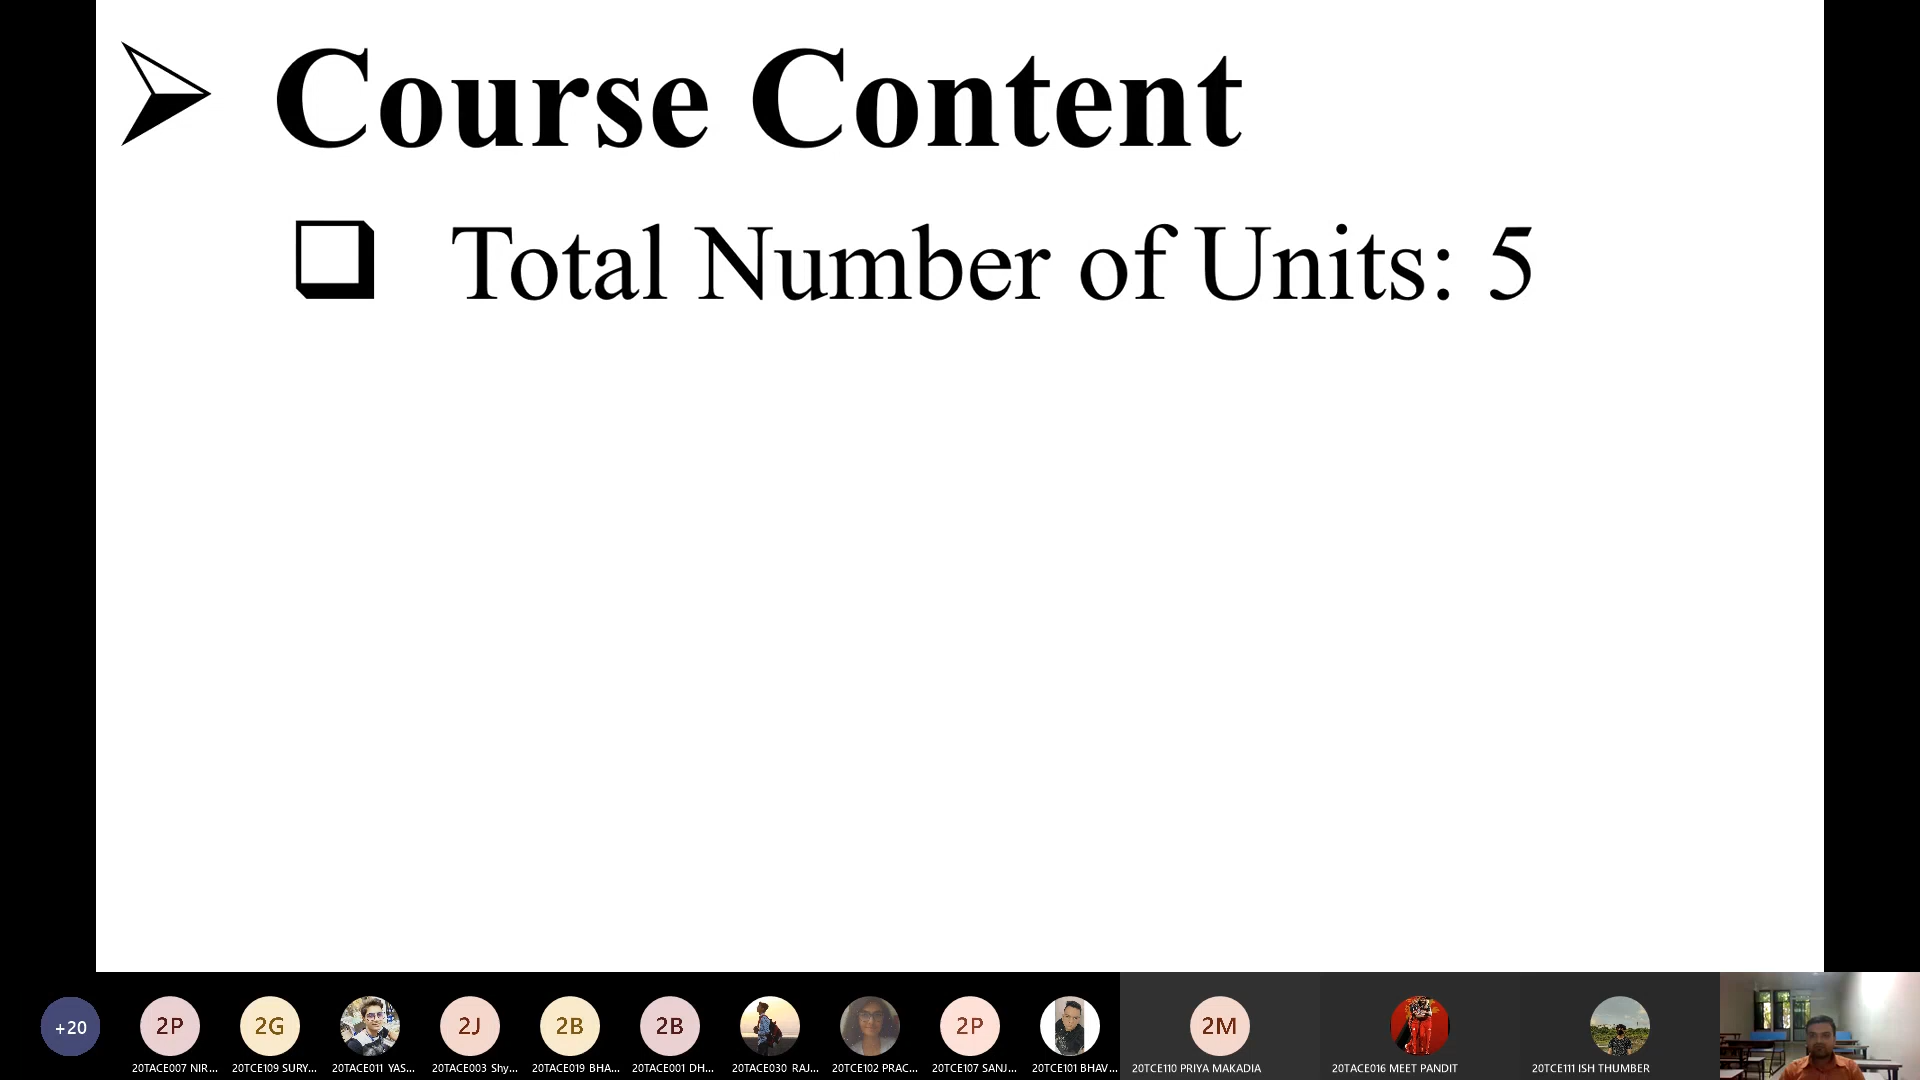 Course Content
Total Number of Units: 5
+20
2P
2G
2J
2B
2B
2P
2M
20TACE007 NIR...
20TCE109 SURY...
20TACE011 YAS...
20TACE003 Shy...
20TACE019 BHA...
20TACE001 DH...
20TACE030 RAJ...
20TCE102 PRAC...
20TCE107 SANJ...
20TCE101 BHAV...
20TCE110 PRIYA MAKADIA
20TACE016 MEET PANDIT
20TCE111 ISH THUMBER